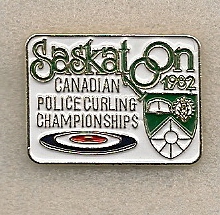 Saskatoon
1982
CANADIAN
POLICE CURLING
CHAMPIONSHIPS